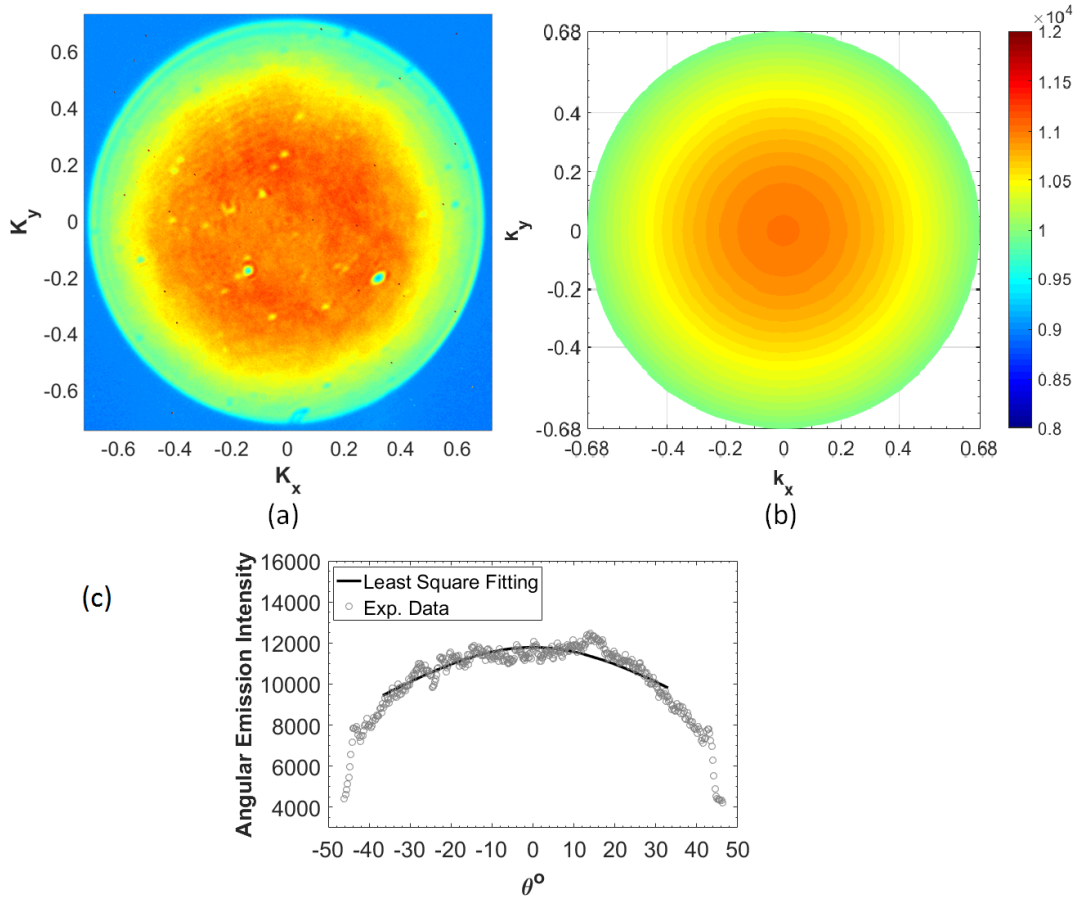 0.6
0.4
0.2
0
-0.2
-0.4
-0.6
K_y
-0.6 -0.4 -0.2 0 0.2 0.4 0.6
K_x
(a)
0.68
0.4
0.2
0
-0.2
-0.4
-0.68
κ_y
-0.68 -0.4 -0.2 0 0.2 0.4 0.68
k_x
(b)
×10^4
1.2
1.15
1.1
1.05
1
0.95
0.9
0.85
0.8
(c)
Angular Emission Intensity
16000
14000
12000
10000
8000
6000
4000
Least Square Fitting
Exp. Data
-50 -40 -30 -20 -10 0 10 20 30 40 50
θ°